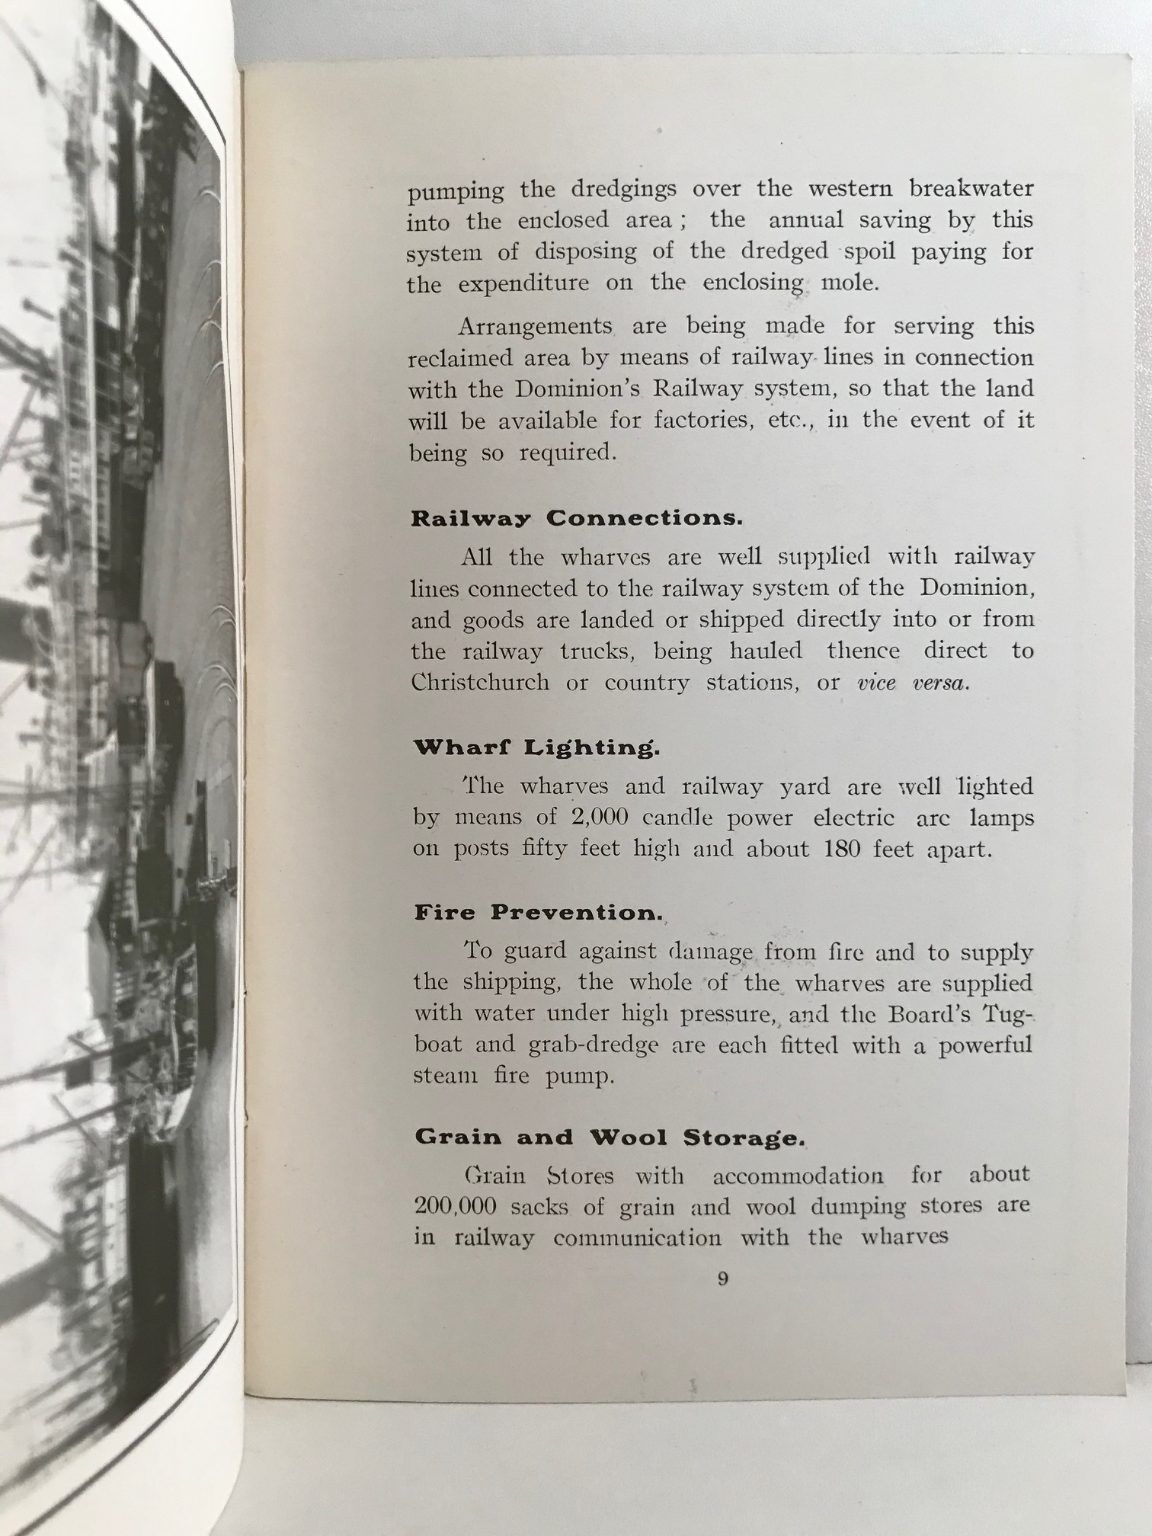 pumping the dredgings over the western breakwater
into the enclosed area ; the annual saving by this
system of disposing of the dredged spoil paying for
the expenditure on the enclosing mole.
Arrangements are being made for serving this
reclaimed area by means of railway lines in connection
with the Dominion's Railway system, so that the land
will be available for factories, etc., in the event of it
being so required.
Railway Connections.
All the wharves are well supplied with railway
lines connected to the railway system of the Dominion,
and goods are landed or shipped directly into or from
the railway trucks, being hauled thence direct to
Christchurch or country stations, or vice versa.
Wharf Lighting.
The wharves and railway yard are well lighted
by means of 2,000 candle power electric arc lamps
on posts fifty feet high and about 180 feet apart.
Fire Prevention.
To guard against damage from fire and to supply
the shipping, the whole of the wharves are supplied
with water under high pressure, and the Board's Tug-
boat and grab-dredge are each fitted with a powerful
steam fire pump.
Grain and Wool Storage.
Grain Stores with accommodation for about
200,000 sacks of grain and wool dumping stores are
in railway communication with the wharves
9